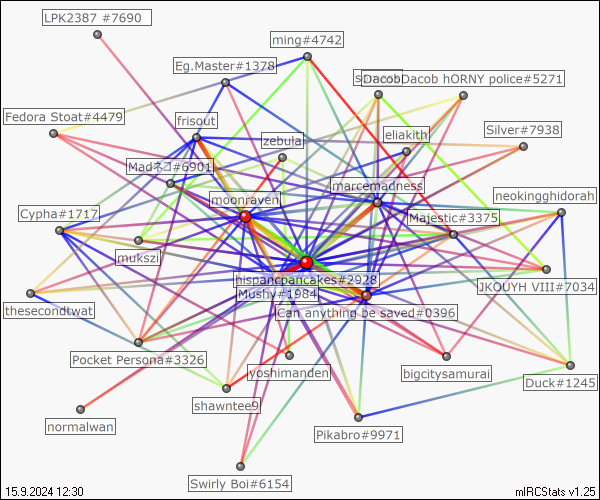 LPK2387 #7690
ming#4742
Eg.Master#1378
DacobDacob hORNY police#5271
Fedora Stoat#4479
frisout
zebula
eliakith
Silver#7938
Madネコ#6901
marcemadness
moonraven
neokingghidorah
Cypha#1717
Majestic#3375
mukszi
hispancpancakes#2928
JKOUYH VIII#7034
Mushy#1984
thesecondtwat
Can anything be saved#0396
Pocket Persona#3326
yoshimanden
bigcitysamurai
Duck#1245
shawntee9
normalwan
Pikabro#9971
Swirly Boi#6154
15.9.2024 12:30
mIRCStats v1.25